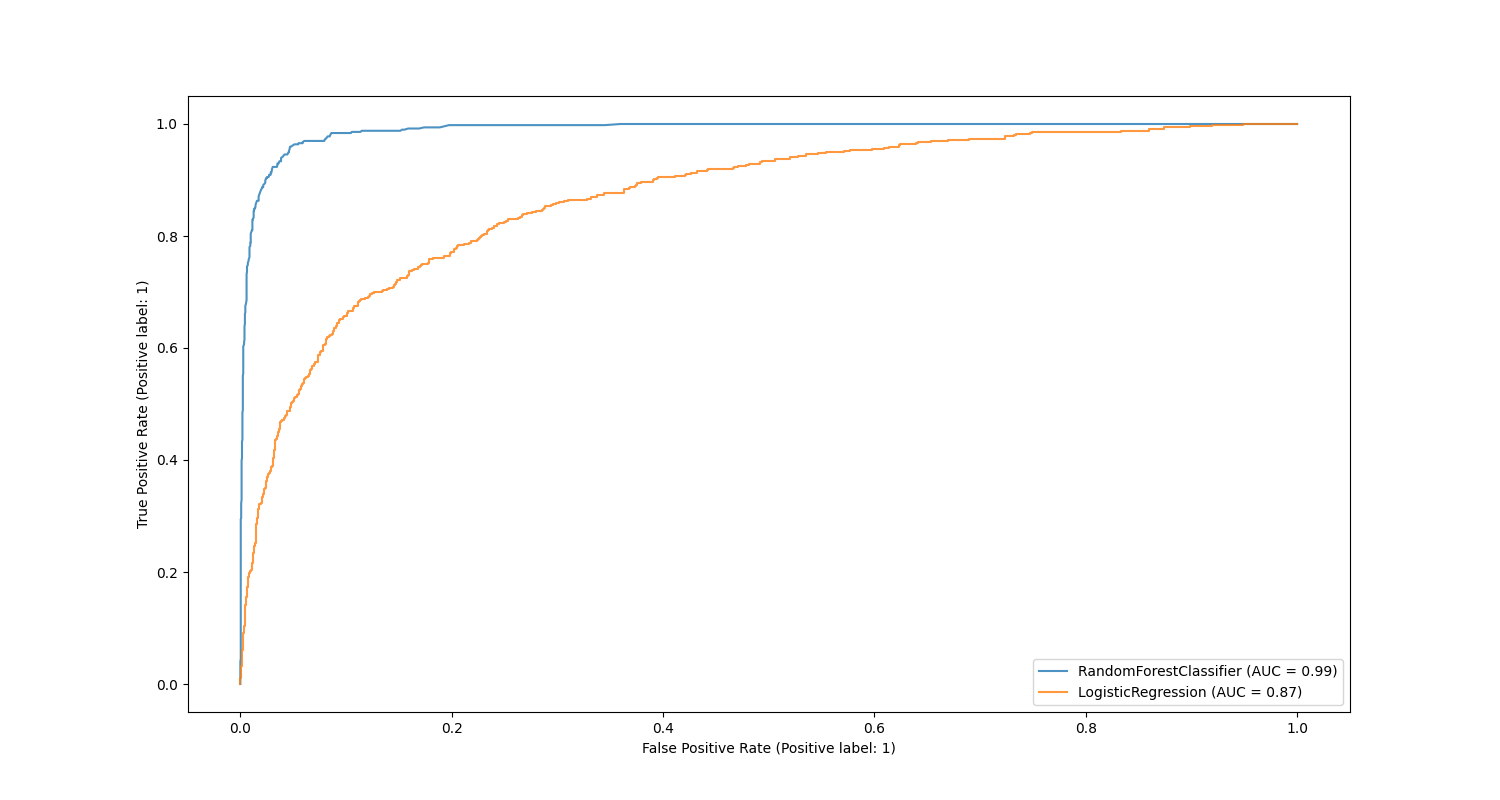 1.0
0.8
0.6
0.4
0.2
0.0
True Positive Rate (Positive label: 1)
RandomForestClassifier (AUC = 0.99)
LogisticRegression (AUC = 0.87)
0.0 0.2 0.4 0.6 0.8 1.0
False Positive Rate (Positive label: 1)